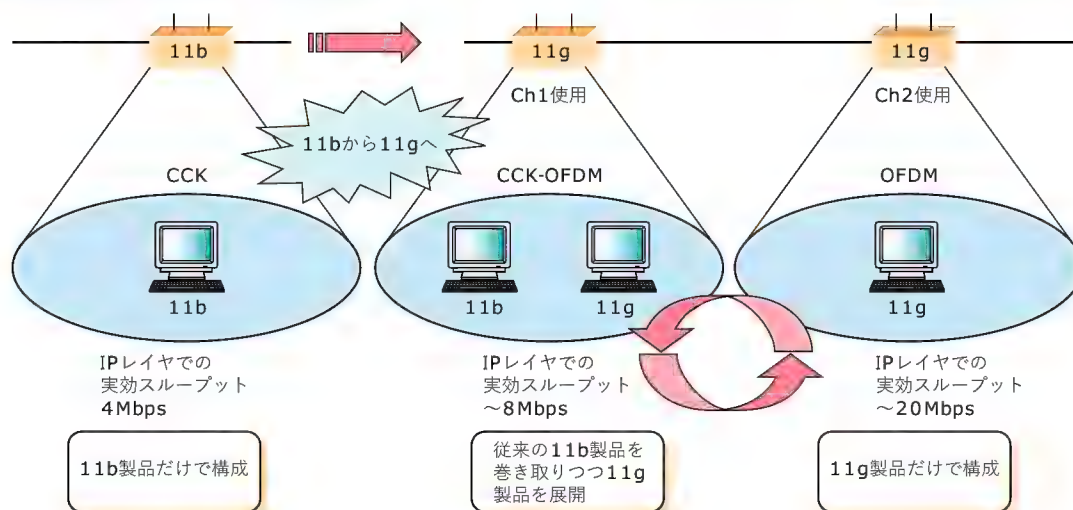 11b
11g
11g
Ch1使用
Ch2使用
11bから11gへ
CCK
CCK-OFDM
OFDM
11b
11b
11g
11g
IPレイヤでの
実効スループット
4Mbps
IPレイヤでの
実効スループット
～8Mbps
IPレイヤでの
実効スループット
～20Mbps
11b製品だけで構成
従来の11b製品を
巻き取りつつ11g
製品を展開
11g製品だけで構成